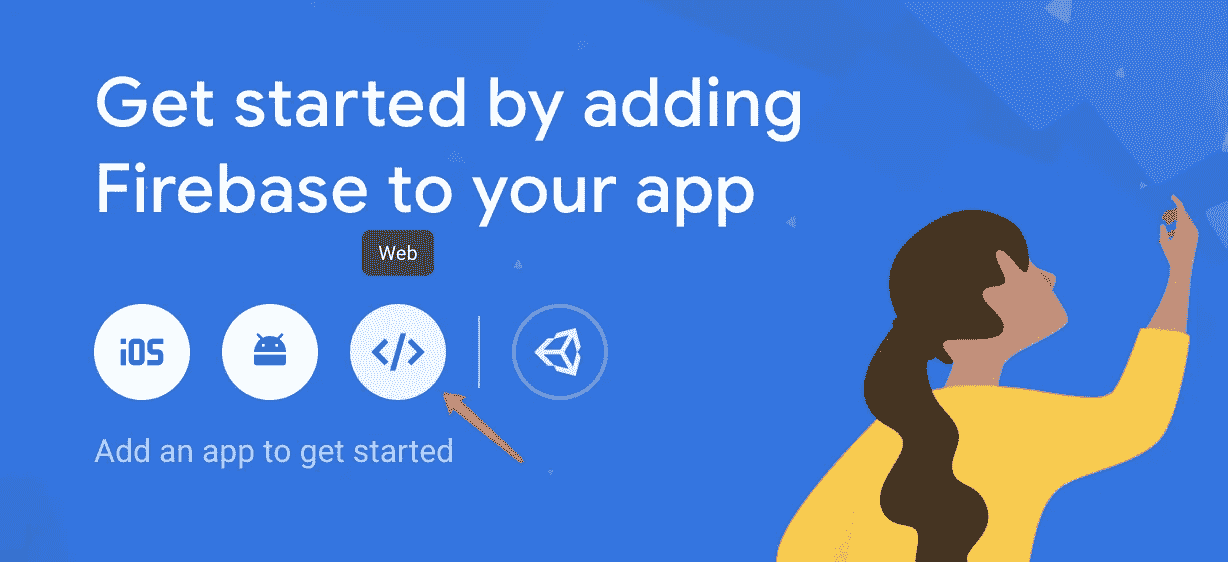 Get started by adding
Firebase to your app
Web
iOS
Add an app to get started